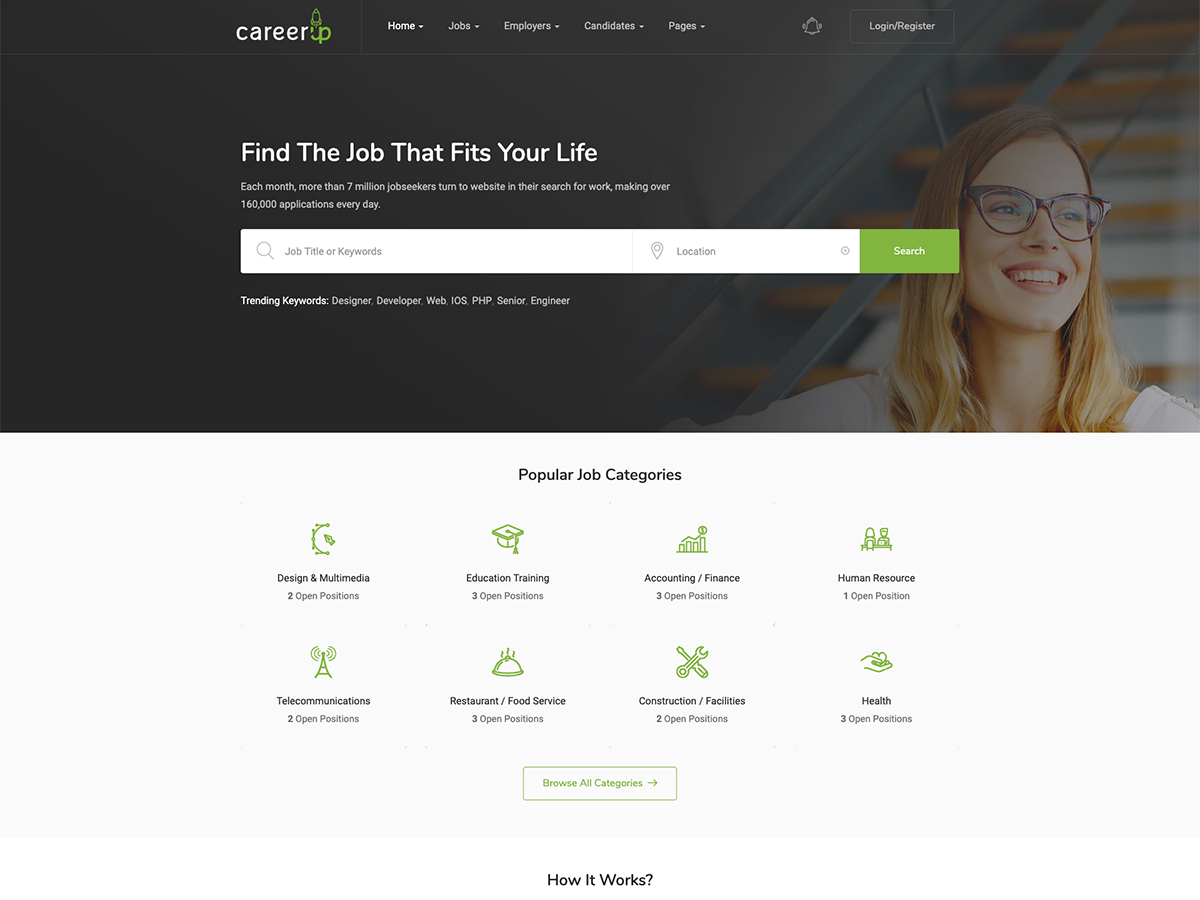 careerup
Home
Jobs
Employers
Candidates
Pages
Login/Register
Find The Job That Fits Your Life
Each month, more than 7 million jobseekers turn to website in their search for work, making over
160,000 applications every day.
Job Title or Keywords
Location
Search
Trending Keywords: Designer, Developer, Web, IOS, PHP, Senior, Engineer
Popular Job Categories
Design & Multimedia
2 Open Positions
Education Training
3 Open Positions
Accounting / Finance
3 Open Positions
Human Resource
1 Open Position
Telecommunications
2 Open Positions
Restaurant / Food Service
3 Open Positions
Construction / Facilities
2 Open Positions
Health
3 Open Positions
Browse All Categories →
How It Works?